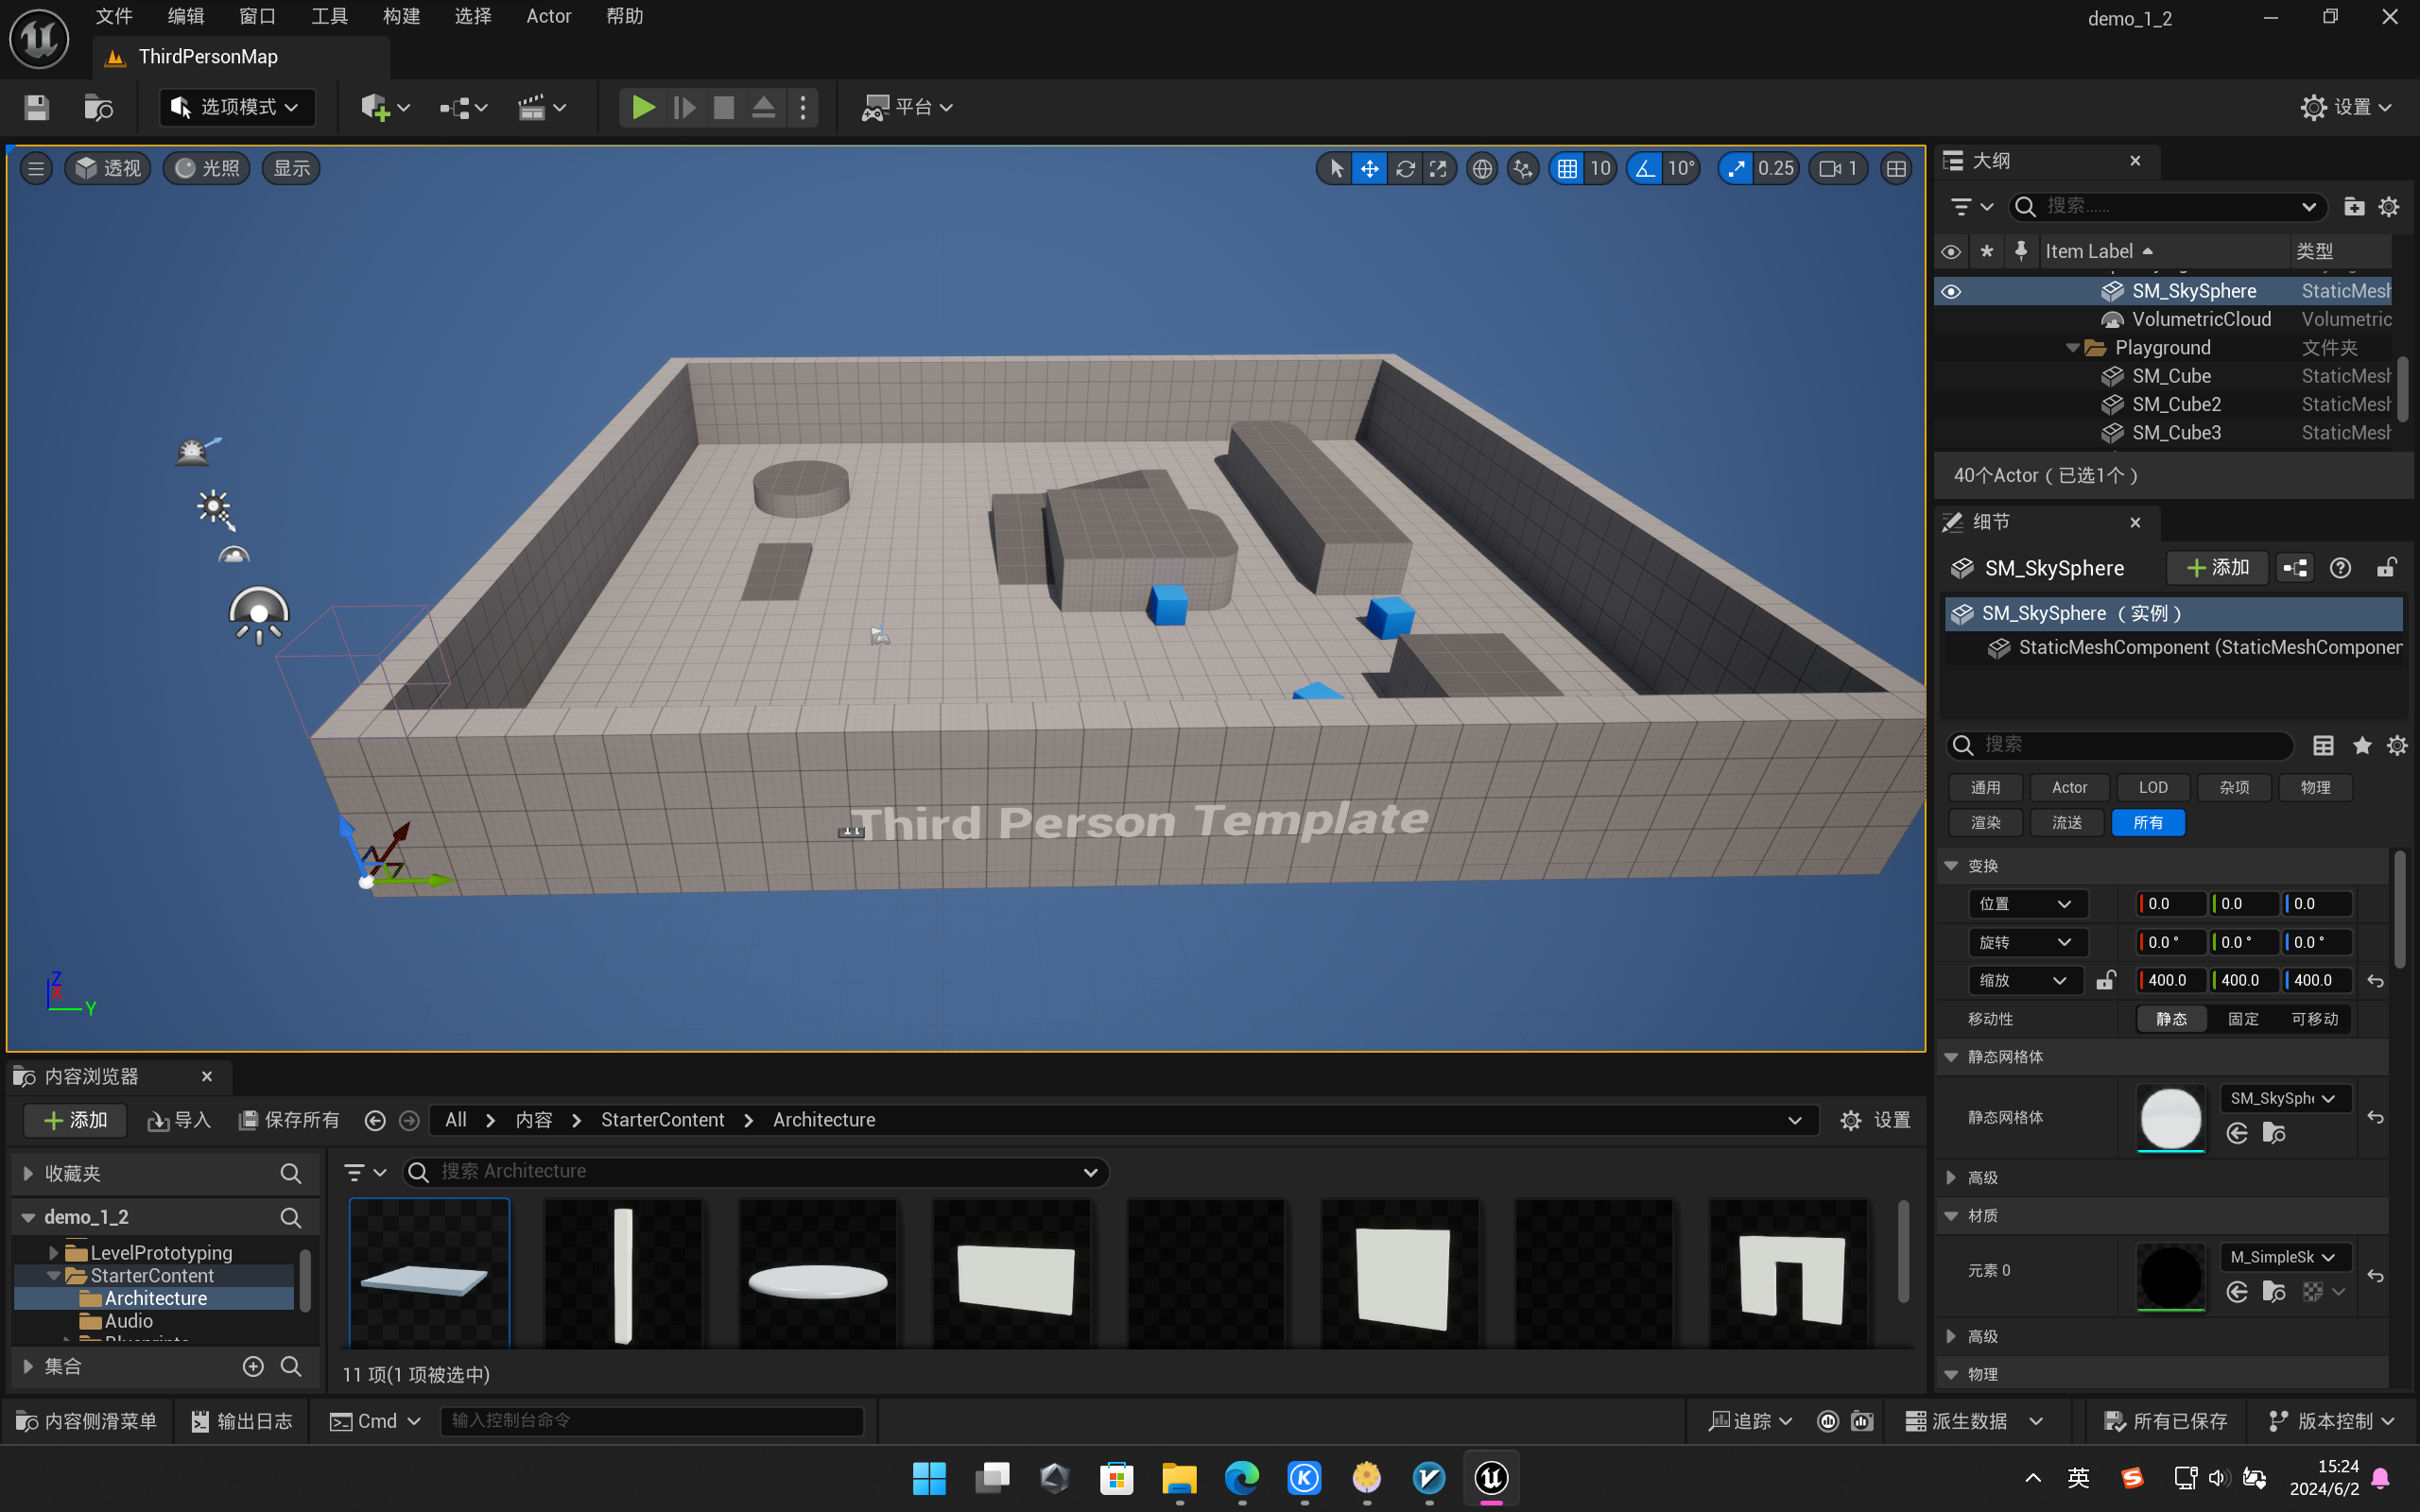 文件 编辑 窗口 工具 构建 选择 Actor 帮助
demo_1_2
ThirdPersonMap
选项模式 平台 设置
透视 光照 显示
10 10° 0.25 1
大纲
搜索......
Item Label 类型
SM_SkySphere StaticMesh
VolumetricCloud Volumetric
Playground 文件夹
SM_Cube StaticMesh
SM_Cube2 StaticMesh
SM_Cube3 StaticMesh
40个Actor（已选1个）
细节
SM_SkySphere 添加
SM_SkySphere （实例）
StaticMeshComponent (StaticMeshComponen
搜索
通用 Actor LOD 杂项 物理
渲染 流送 所有
变换
位置 0.0 0.0 0.0
旋转 0.0 ° 0.0 ° 0.0 °
缩放 400.0 400.0 400.0
移动性 静态 固定 可移动
静态网格体
静态网格体 SM_SkySph
高级
材质
元素 0 M_SimpleSk
高级
物理
Third Person Template
Z
X
Y
内容浏览器
添加 导入 保存所有 All 内容 StarterContent Architecture 设置
收藏夹
搜索 Architecture
demo_1_2
LevelPrototyping
StarterContent
Architecture
Audio
集合
11 项(1 项被选中)
内容侧滑菜单 输出日志 Cmd 输入控制台命令 追踪 派生数据 所有已保存 版本控制
英
15:24
2024/6/2